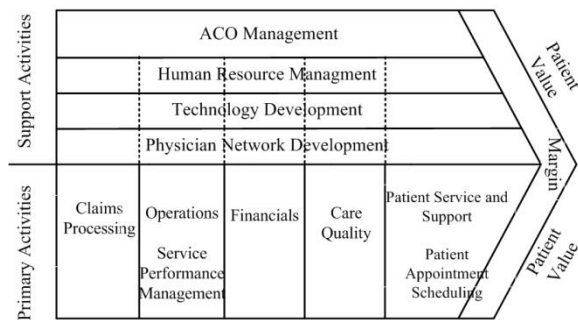 Support Activities
ACO Management
Human Resource Managment
Technology Development
Physician Network Development
Primary Activities
Claims
Processing
Operations
Service
Performance
Management
Financials
Care
Quality
Patient Service and
Support
Patient
Appointment
Scheduling
Patient Value
Margin
Patient Value